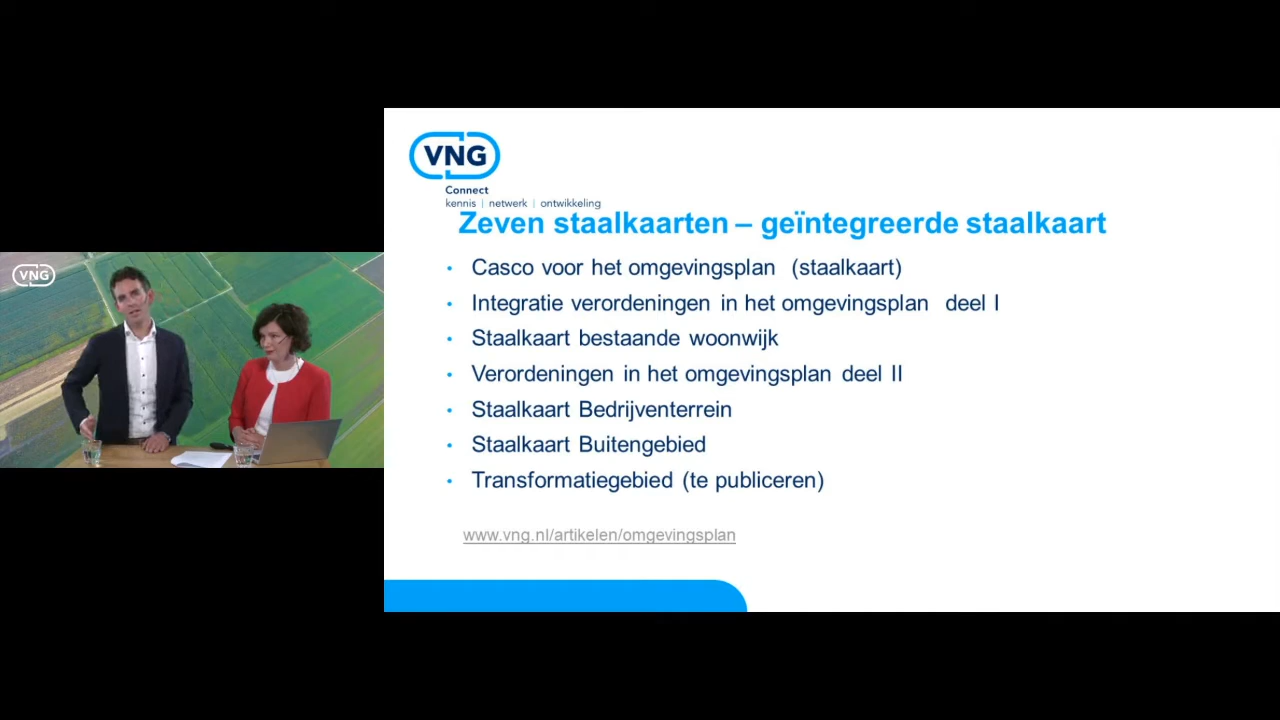 VNG
VNG
Connect
kennis | netwerk | ontwikkeling
Zeven staalkaarten – geïntegreerde staalkaart
• Casco voor het omgevingsplan (staalkaart)
• Integratie verordeningen in het omgevingsplan deel I
• Staalkaart bestaande woonwijk
• Verordeningen in het omgevingsplan deel II
• Staalkaart Bedrijventerrein
• Staalkaart Buitengebied
• Transformatiegebied (te publiceren)
www.vng.nl/artikelen/omgevingsplan